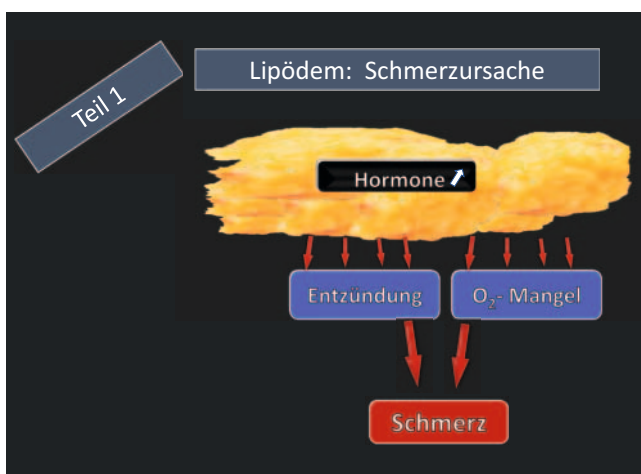 Teil 1
Lipödem: Schmerzursache
Hormone
Entzündung
O₂- Mangel
Schmerz